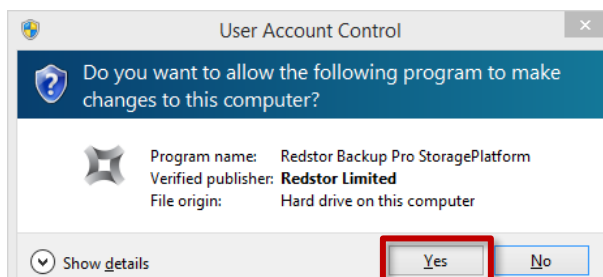 User Account Control
Do you want to allow the following program to make
changes to this computer?
Program name: Redstor Backup Pro StoragePlatform
Verified publisher: Redstor Limited
File origin: Hard drive on this computer
Show details Yes No